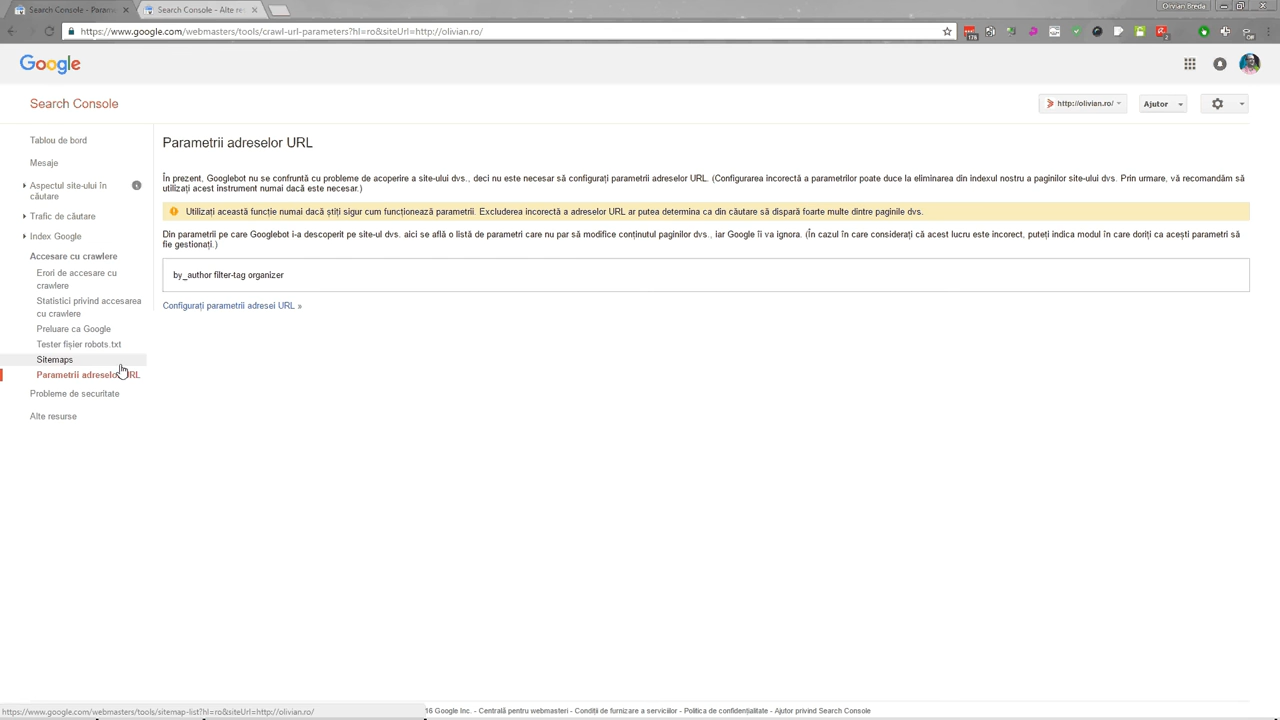 Search Console - Param
Search Console - Alte re
Olivian Breda
https://www.google.com/webmasters/tools/crawl-url-parameters?hl=ro&siteUrl=http://olivian.ro/
Google
Search Console
http://olivian.ro/
Ajutor
Tablou de bord
Mesaje
Aspectul site-ului în
căutare
Trafic de căutare
Index Google
Accesare cu crawlere
Erori de accesare cu
crawlere
Statistici privind accesarea
cu crawlere
Preluare ca Google
Tester fișier robots.txt
Sitemaps
Parametrii adreselo RL
Probleme de securitate
Alte resurse
Parametrii adreselor URL
În prezent, Googlebot nu se confruntă cu probleme de acoperire a site-ului dvs., deci nu este necesar să configurați parametrii adreselor URL. (Configurarea incorectă a parametrilor poate duce la eliminarea din indexul nostru a paginilor site-ului dvs. Prin urmare, vă recomandăm să
utilizați acest instrument numai dacă este necesar.)
Utilizați această funcție numai dacă știți sigur cum funcționează parametrii. Excluderea incorectă a adreselor URL ar putea determina ca din căutare să dispară foarte multe dintre paginile dvs.
Din parametrii pe care Googlebot i-a descoperit pe site-ul dvs. aici se află o listă de parametri care nu par să modifice conținutul paginilor dvs., iar Google îi va ignora. (În cazul în care considerați că acest lucru este incorect, puteți indica modul în care doriți ca acești parametri să
fie gestionați.)
by_author filter-tag organizer
Configurați parametrii adresei URL »
https://www.google.com/webmasters/tools/sitemap-list?hl=ro&siteUrl=http://olivian.ro/
16 Google Inc. - Centrală pentru webmasteri - Condiții de furnizare a serviciilor - Politica de confidențialitate - Ajutor privind Search Console